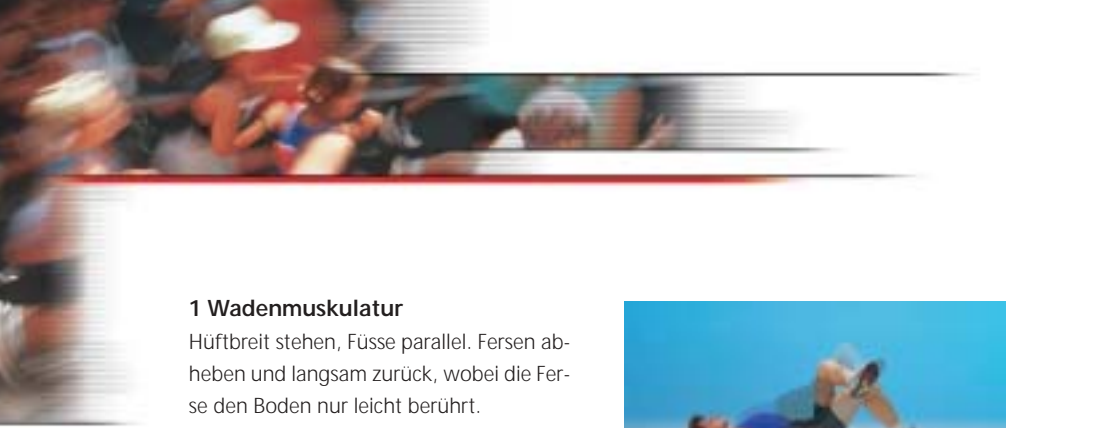 1 Wadenmuskulatur
Hüftbreit stehen, Füsse parallel. Fersen ab-
heben und langsam zurück, wobei die Fer-
se den Boden nur leicht berührt.